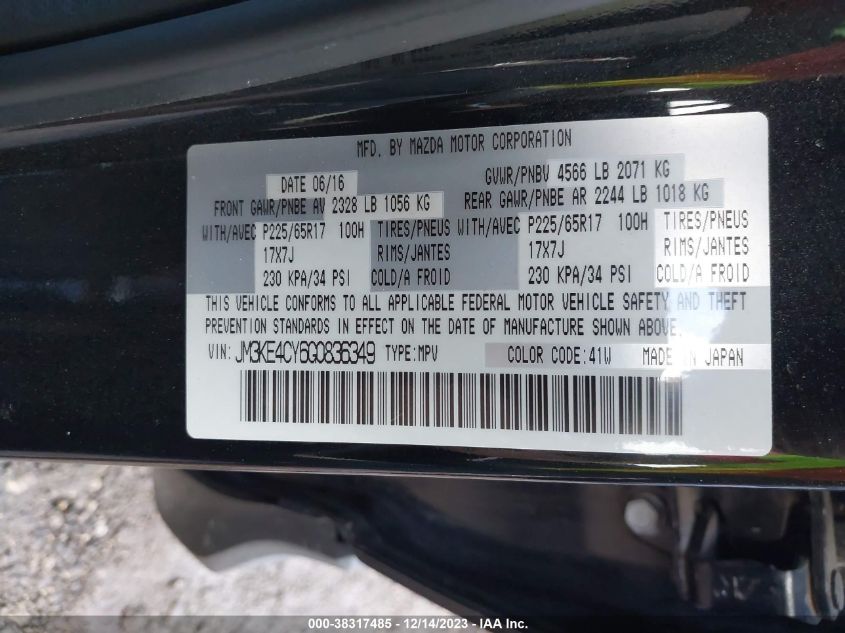 MFD. BY MAZDA MOTOR CORPORATION
DATE 06/16 GVWR/PNBV 4566 LB 2071 KG
FRONT GAWR/PNBE AV 2328 LB 1056 KG REAR GAWR/PNBE AR 2244 LB 1018 KG
WITH/AVEC P225/65R17 100H TIRES/PNEUS WITH/AVEC P225/65R17 100H TIRES/PNEUS
17X7J RIMS/JANTES 17X7J RIMS/JANTES
230 KPA/34 PSI COLD/A FROID 230 KPA/34 PSI COLD/A FROID
THIS VEHICLE CONFORMS TO ALL APPLICABLE FEDERAL MOTOR VEHICLE SAFETY AND THEFT
PREVENTION STANDARDS IN EFFECT ON THE DATE OF MANUFACTURE SHOWN ABOVE.
VIN: JM3KE4CY6G0836349 TYPE:MPV COLOR CODE:41W MADE IN JAPAN
000-38317485 - 12/14/2023 - IAAI.COM.